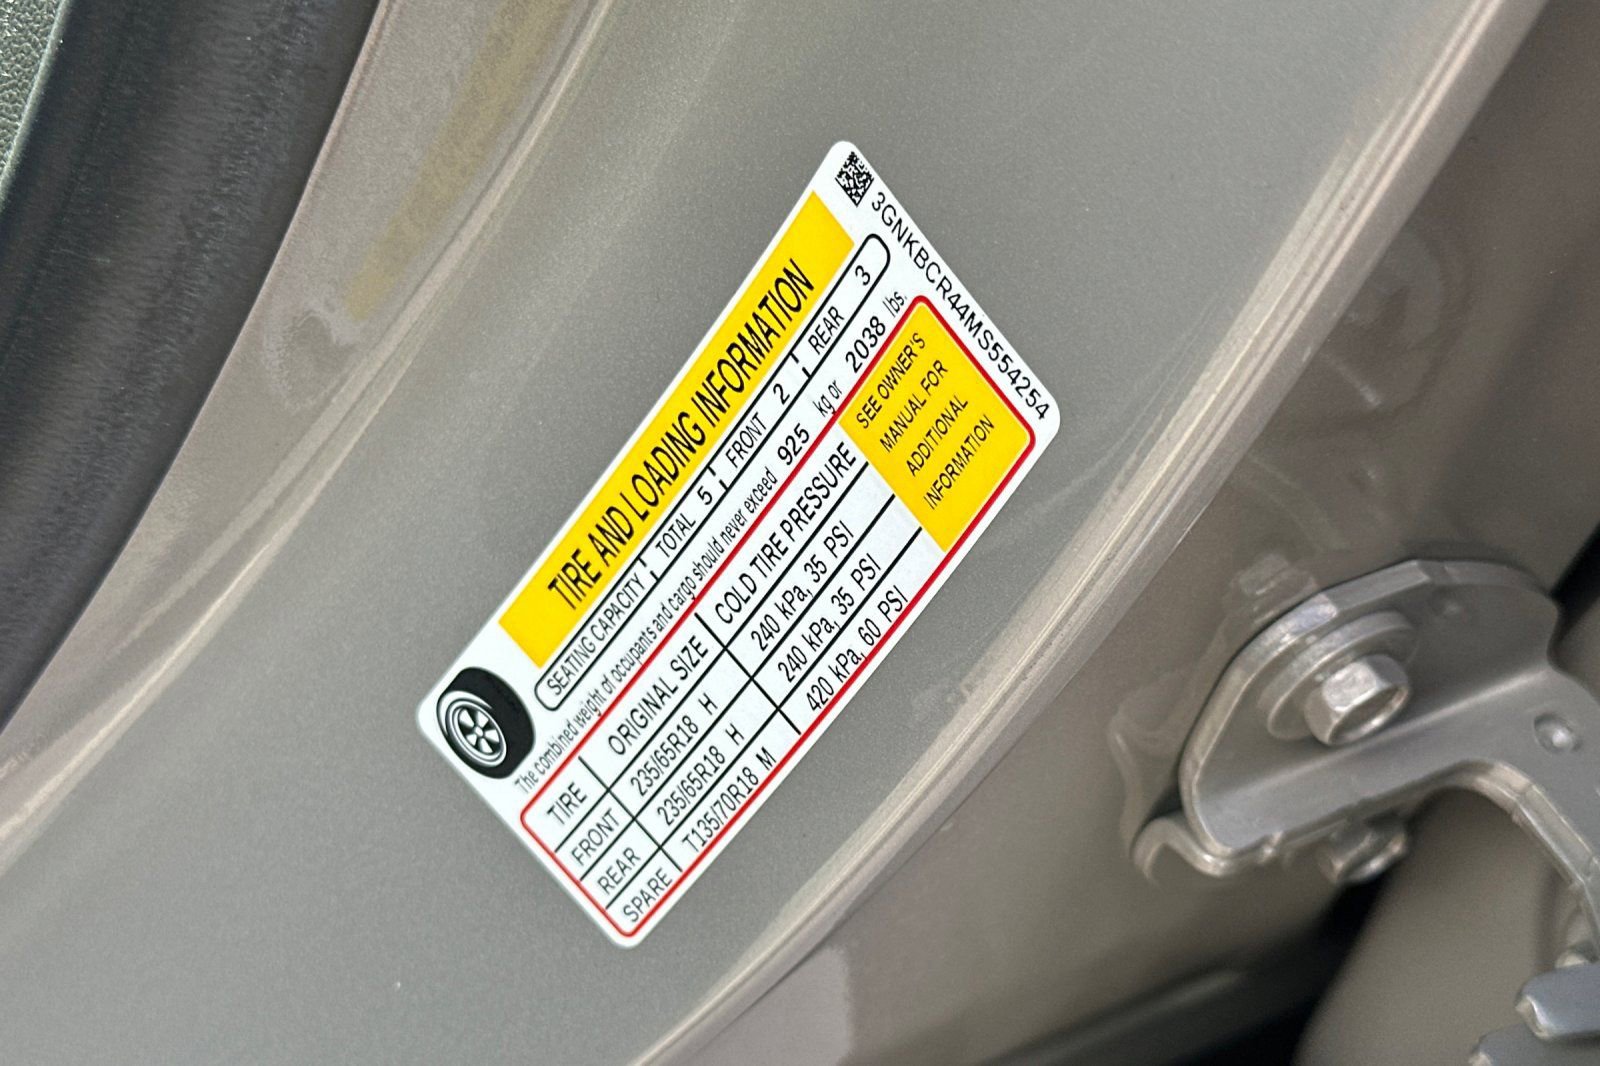 3GNKBCR44MS554254
TIRE AND LOADING INFORMATION
SEATING CAPACITY TOTAL 5 FRONT 2 REAR 3
The combined weight of occupants and cargo should never exceed 925 kg or 2038 lbs.
TIRE ORIGINAL SIZE COLD TIRE PRESSURE
FRONT 235/65R18 H 240 kPa, 35 PSI
REAR 235/65R18 H 240 kPa, 35 PSI
SPARE T135/70R18 M 420 kPa, 60 PSI
SEE OWNER'S
MANUAL FOR
ADDITIONAL
INFORMATION